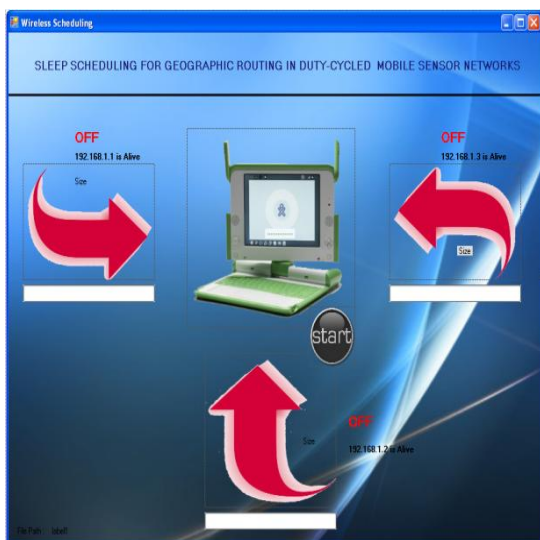 Wireless Scheduling
SLEEP SCHEDULING FOR GEOGRAPHIC ROUTING IN DUTY-CYCLED MOBILE SENSOR NETWORKS
OFF
192.168.1.1 is Alive
Size
OFF
192.168.1.3 is Alive
Size
start
OFF
192.168.1.2 is Alive
Size
File Path label1